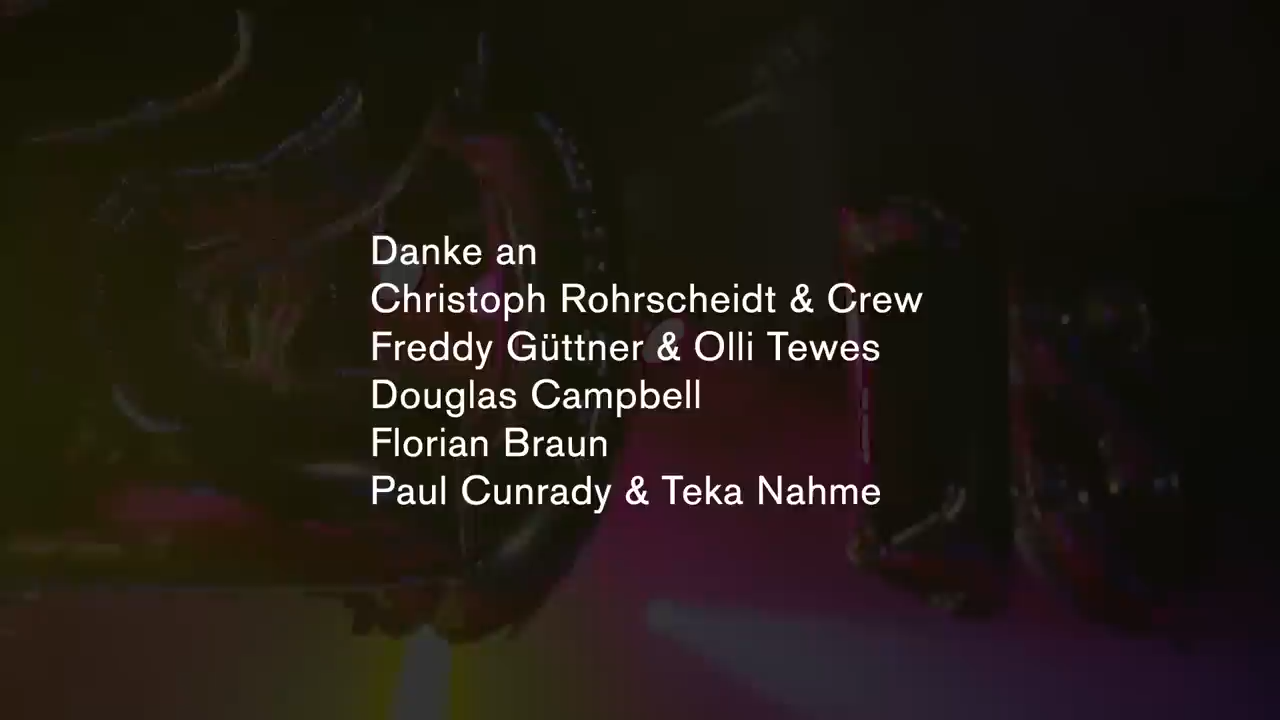 Danke an
Christoph Rohrscheidt & Crew
Freddy Güttner & Olli Tewes
Douglas Campbell
Florian Braun
Paul Cunrady & Teka Nahme